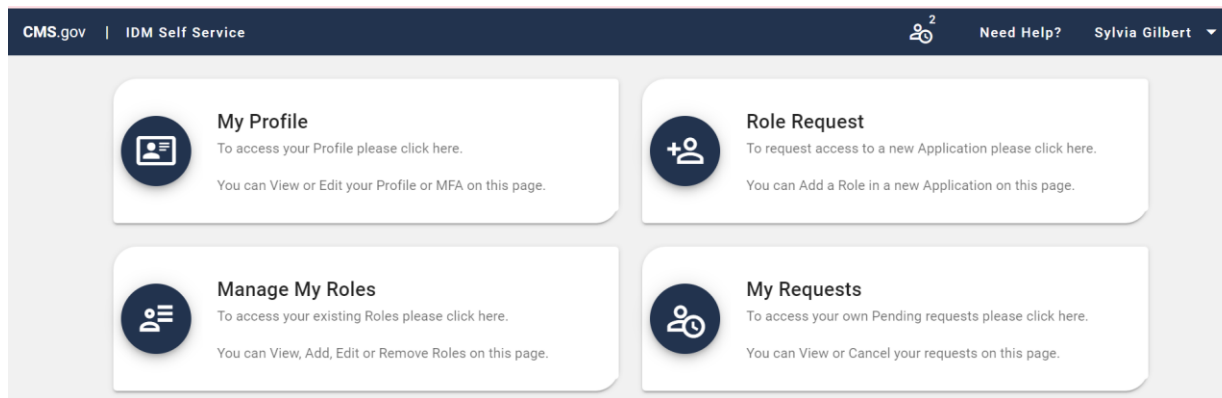 CMS.gov | IDM Self Service
2
Need Help?
Sylvia Gilbert
My Profile
To access your Profile please click here.
You can View or Edit your Profile or MFA on this page.
Role Request
To request access to a new Application please click here.
You can Add a Role in a new Application on this page.
Manage My Roles
To access your existing Roles please click here.
You can View, Add, Edit or Remove Roles on this page.
My Requests
To access your own Pending requests please click here.
You can View or Cancel your requests on this page.